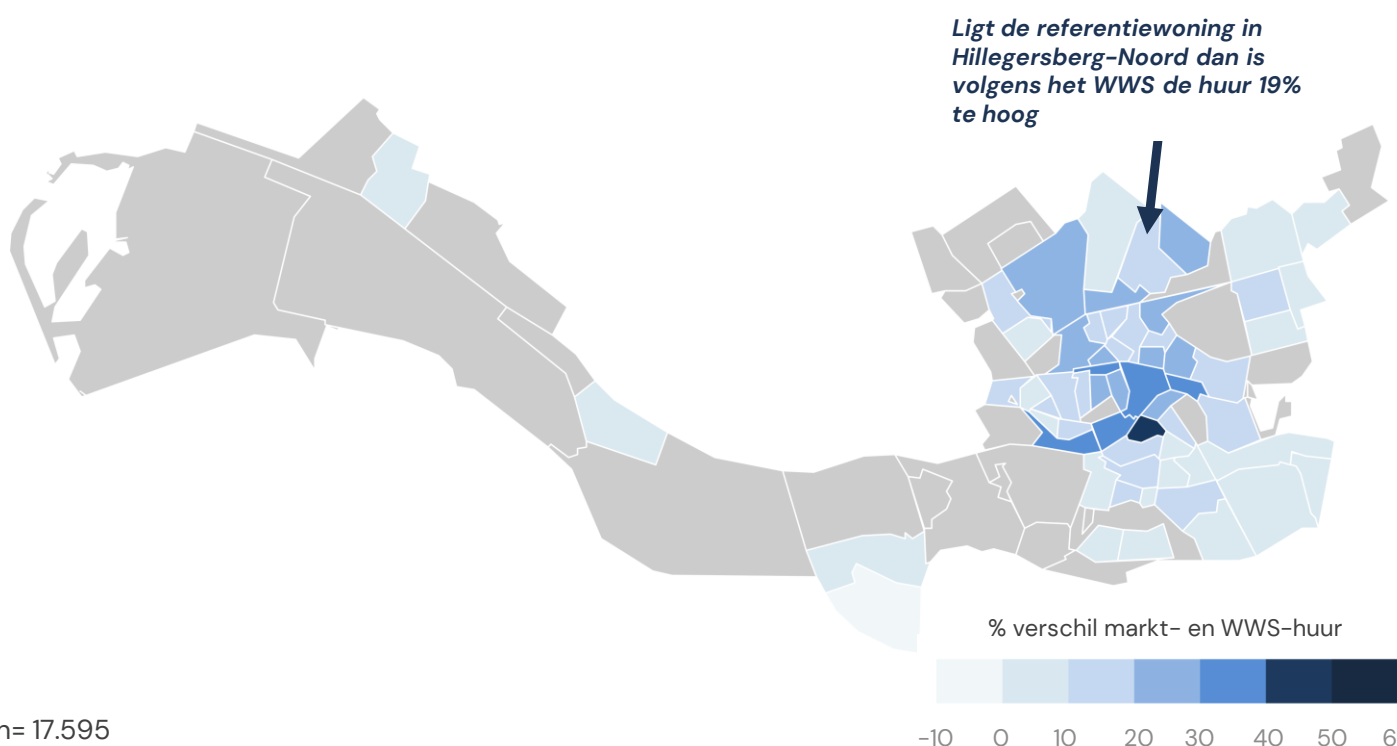 Ligt de referentiewoning in
Hillegersberg-Noord dan is
volgens het WWS de huur 19%
te hoog
% verschil markt- en WWS-huur
-10 0 10 20 30 40 50
n= 17.595